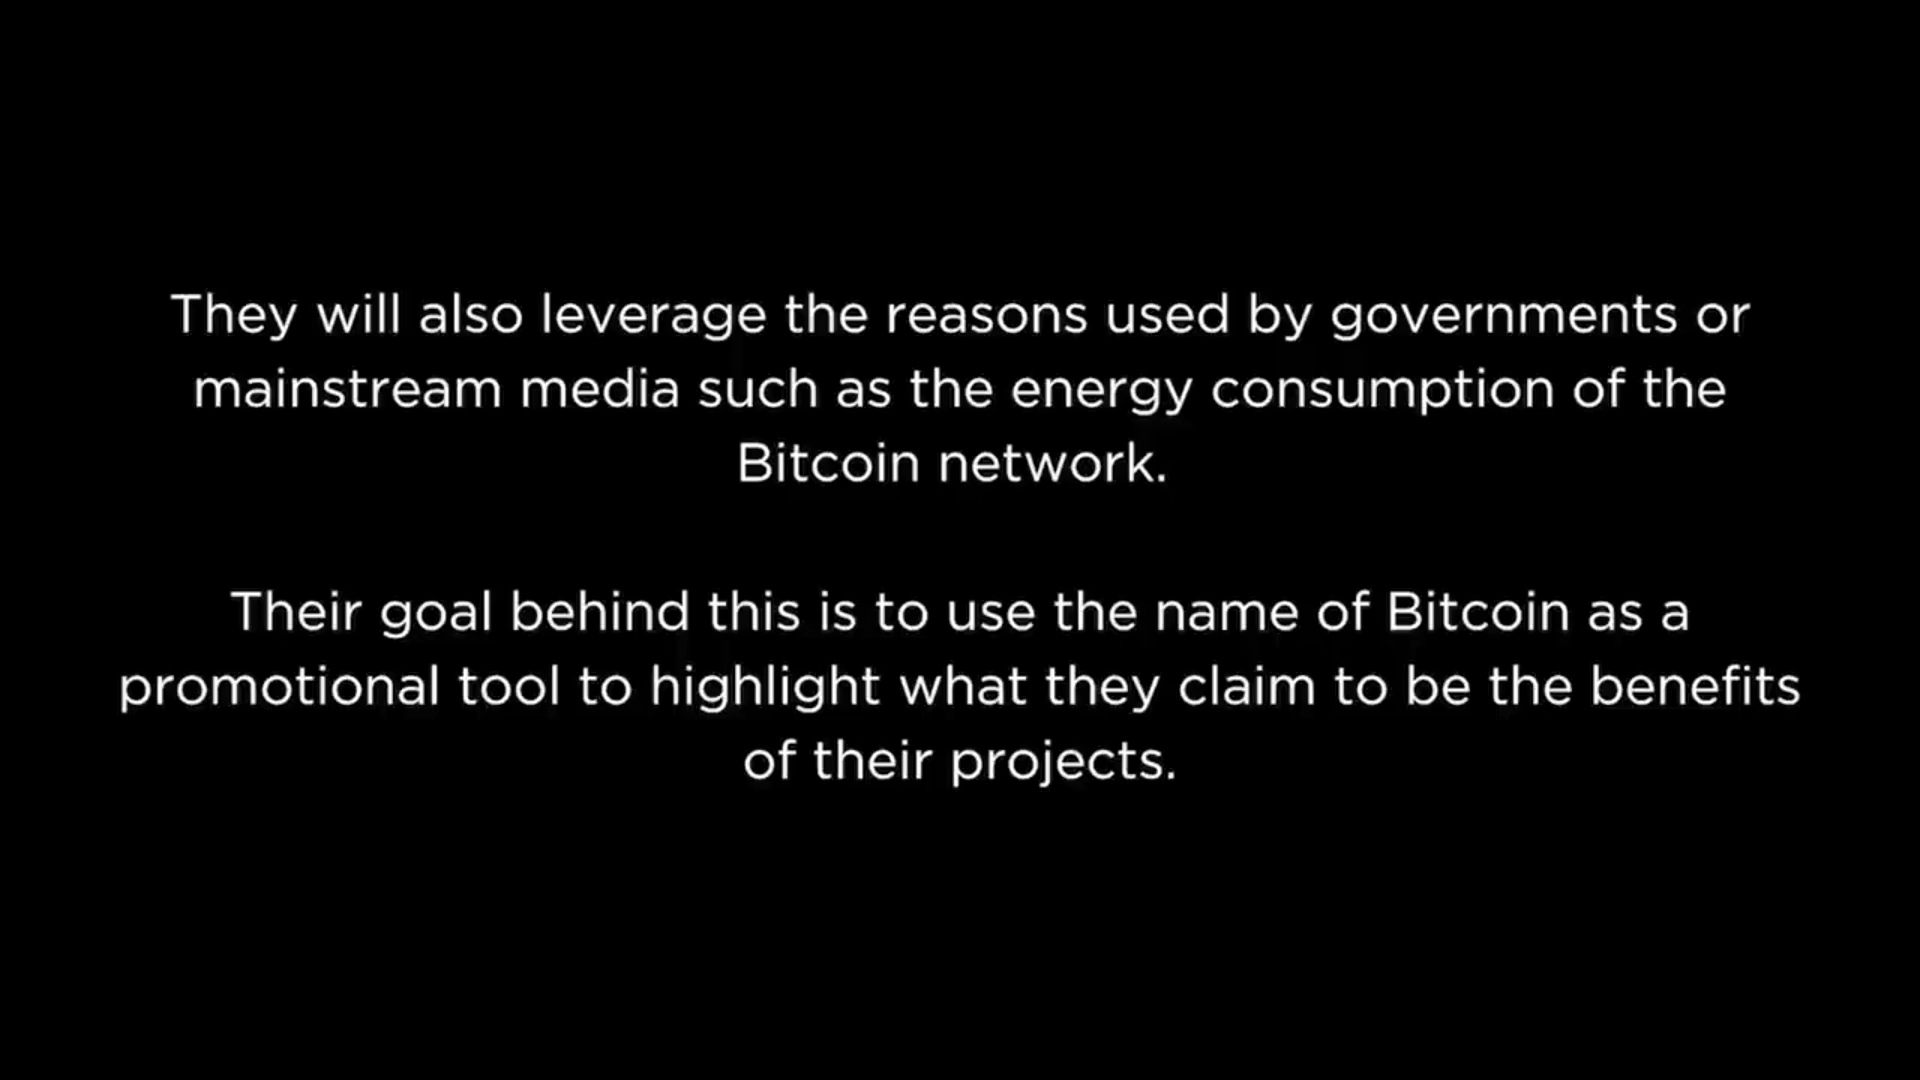 They will also leverage the reasons used by governments or
mainstream media such as the energy consumption of the
Bitcoin network.
Their goal behind this is to use the name of Bitcoin as a
promotional tool to highlight what they claim to be the benefits
of their projects.